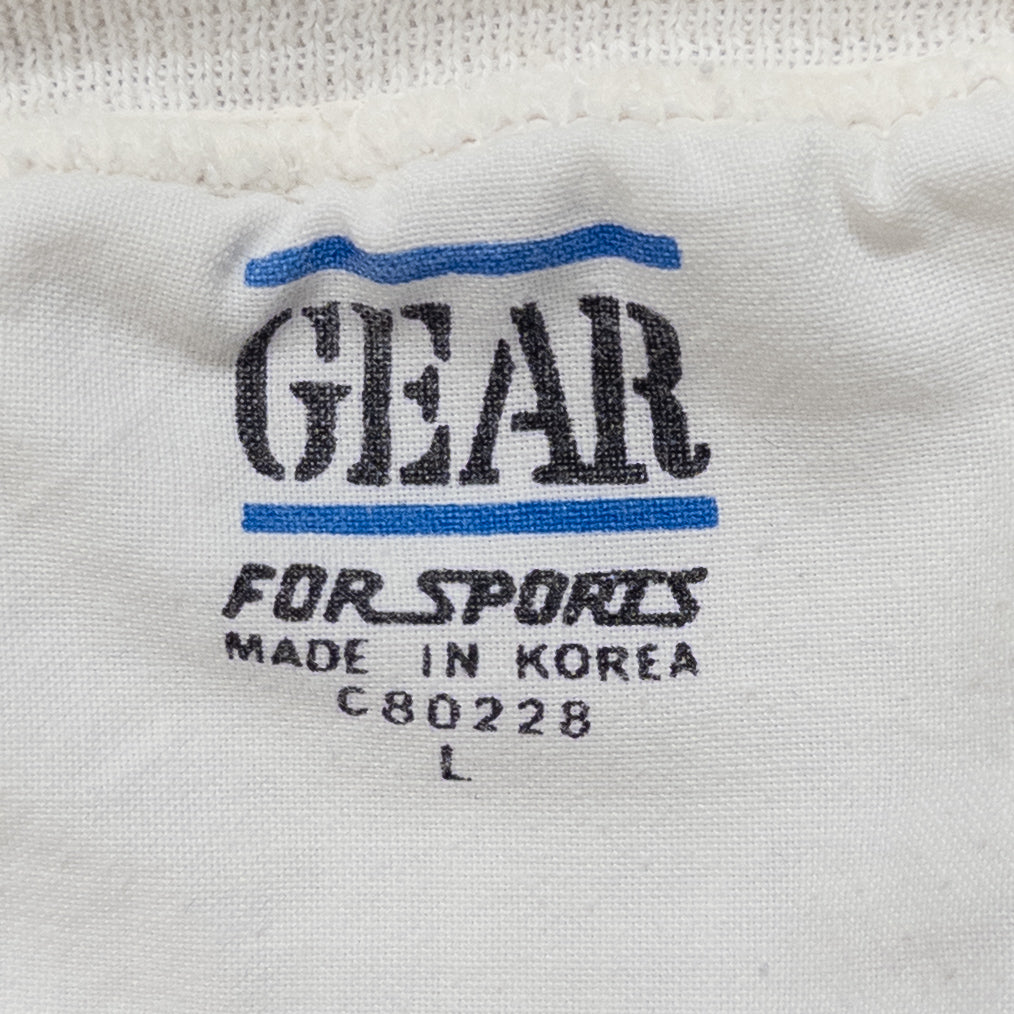 GEAR
FOR SPORTS
MADE IN KOREA
C80228
L